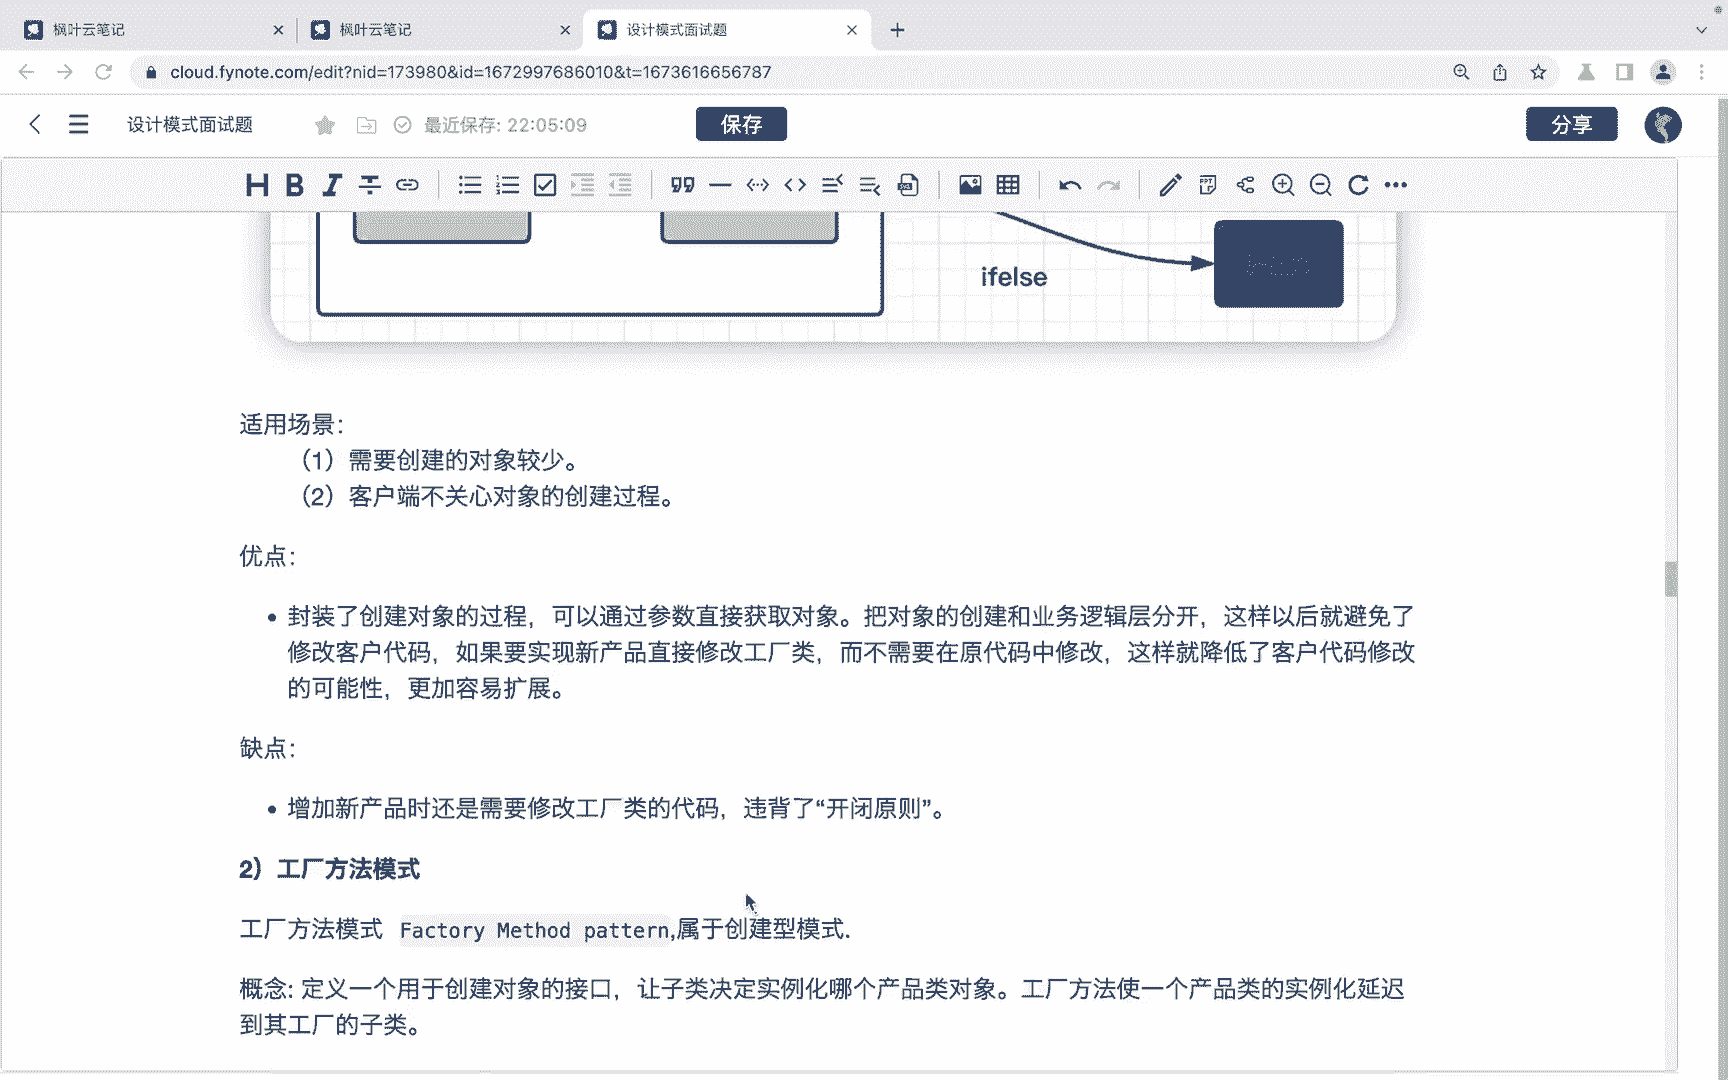 枫叶云笔记
枫叶云笔记
设计模式面试题
cloud.fynote.com/edit?nid=173980&id=1672997686010&t=1673616656787
设计模式面试题
最近保存: 22:05:09
保存
分享
ifelse
适用场景：
（1）需要创建的对象较少。
（2）客户端不关心对象的创建过程。
优点：
封装了创建对象的过程，可以通过参数直接获取对象。把对象的创建和业务逻辑层分开，这样以后就避免了
修改客户代码，如果要实现新产品直接修改工厂类，而不需要在原代码中修改，这样就降低了客户代码修改
的可能性，更加容易扩展。
缺点：
增加新产品时还是需要修改工厂类的代码，违背了“开闭原则”。
2）工厂方法模式
工厂方法模式 Factory Method pattern,属于创建型模式.
概念: 定义一个用于创建对象的接口，让子类决定实例化哪个产品类对象。工厂方法使一个产品类的实例化延迟
到其工厂的子类。